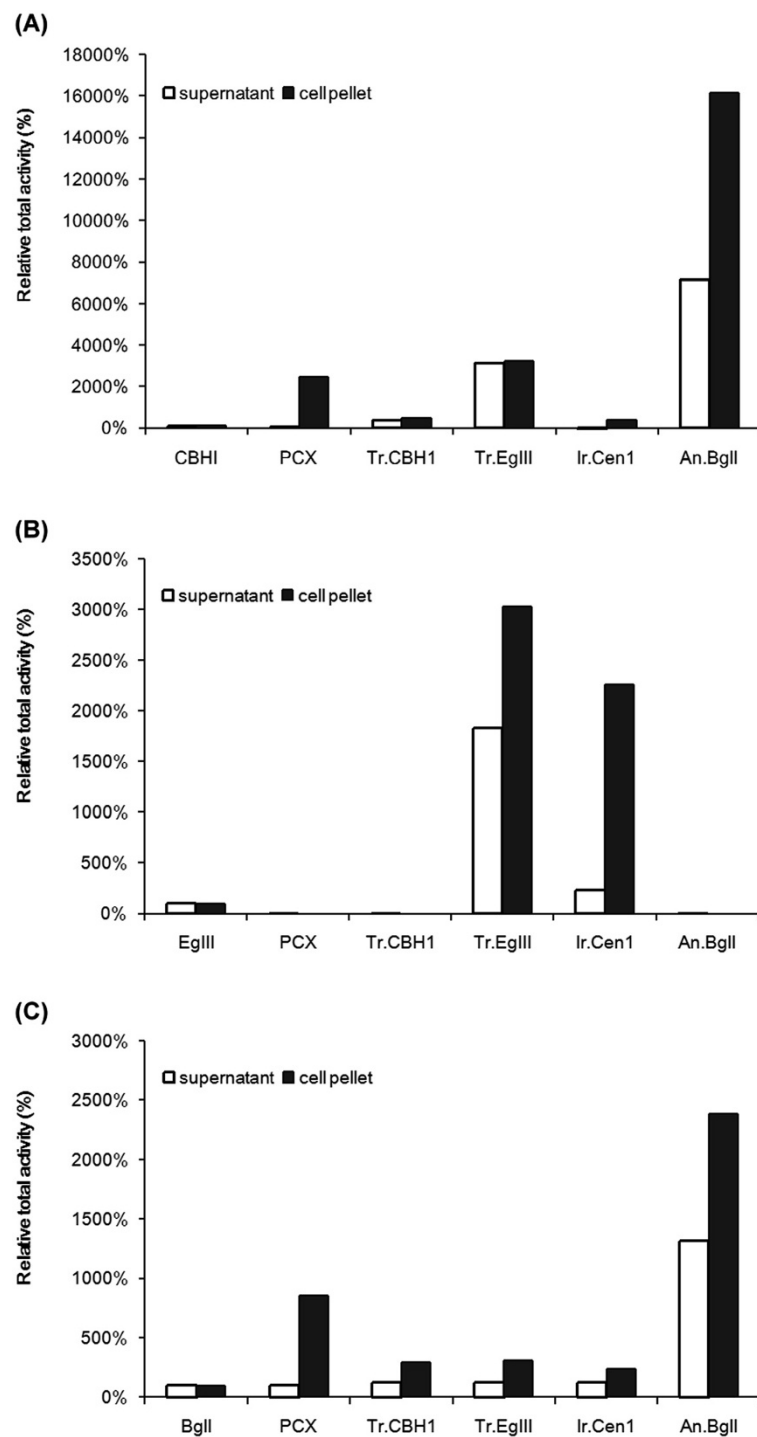 (A)
Relative total activity (%)
18000%
16000%
14000%
12000%
10000%
8000%
6000%
4000%
2000%
0%
supernatant cell pellet
CBHI PCX Tr.CBH1 Tr.EgIII Ir.Cen1 An.BglI
(B)
Relative total activity (%)
3500%
3000%
2500%
2000%
1500%
1000%
500%
0%
supernatant cell pellet
EgIII PCX Tr.CBH1 Tr.EgIII Ir.Cen1 An.BglI
(C)
Relative total activity (%)
3000%
2500%
2000%
1500%
1000%
500%
0%
supernatant cell pellet
BglI PCX Tr.CBH1 Tr.EgIII Ir.Cen1 An.BglI